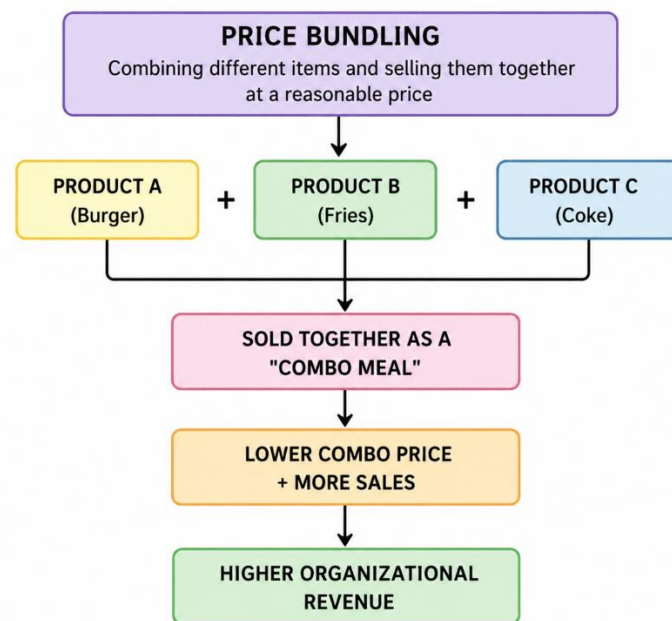 PRICE BUNDLING
Combining different items and selling them together
at a reasonable price
PRODUCT A
(Burger)
+
PRODUCT B
(Fries)
+
PRODUCT C
(Coke)
SOLD TOGETHER AS A
"COMBO MEAL"
LOWER COMBO PRICE
+ MORE SALES
HIGHER ORGANIZATIONAL
REVENUE